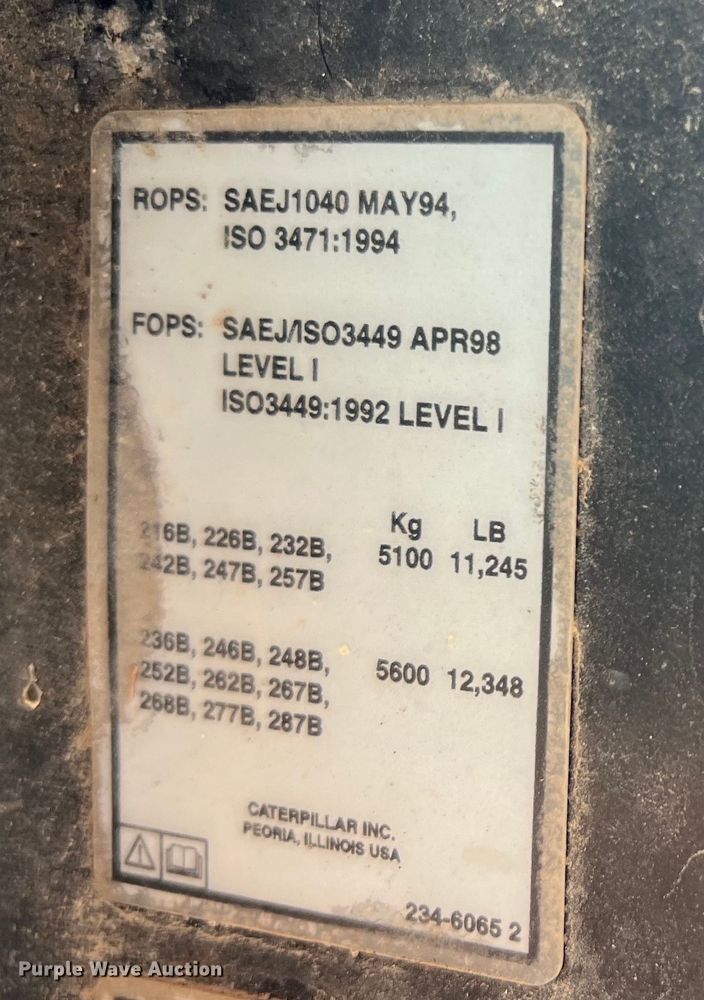 ROPS: SAEJ1040 MAY94,
ISO 3471:1994
FOPS: SAEJ/ISO3449 APR98
LEVEL I
ISO3449:1992 LEVEL I
Kg LB
216B, 226B, 232B, 5100 11,245
242B, 247B, 257B
236B, 246B, 248B, 5600 12,348
252B, 262B, 267B,
268B, 277B, 287B
CATERPILLAR INC.
PEORIA, ILLINOIS USA
234-6065 2
Purple Wave Auction